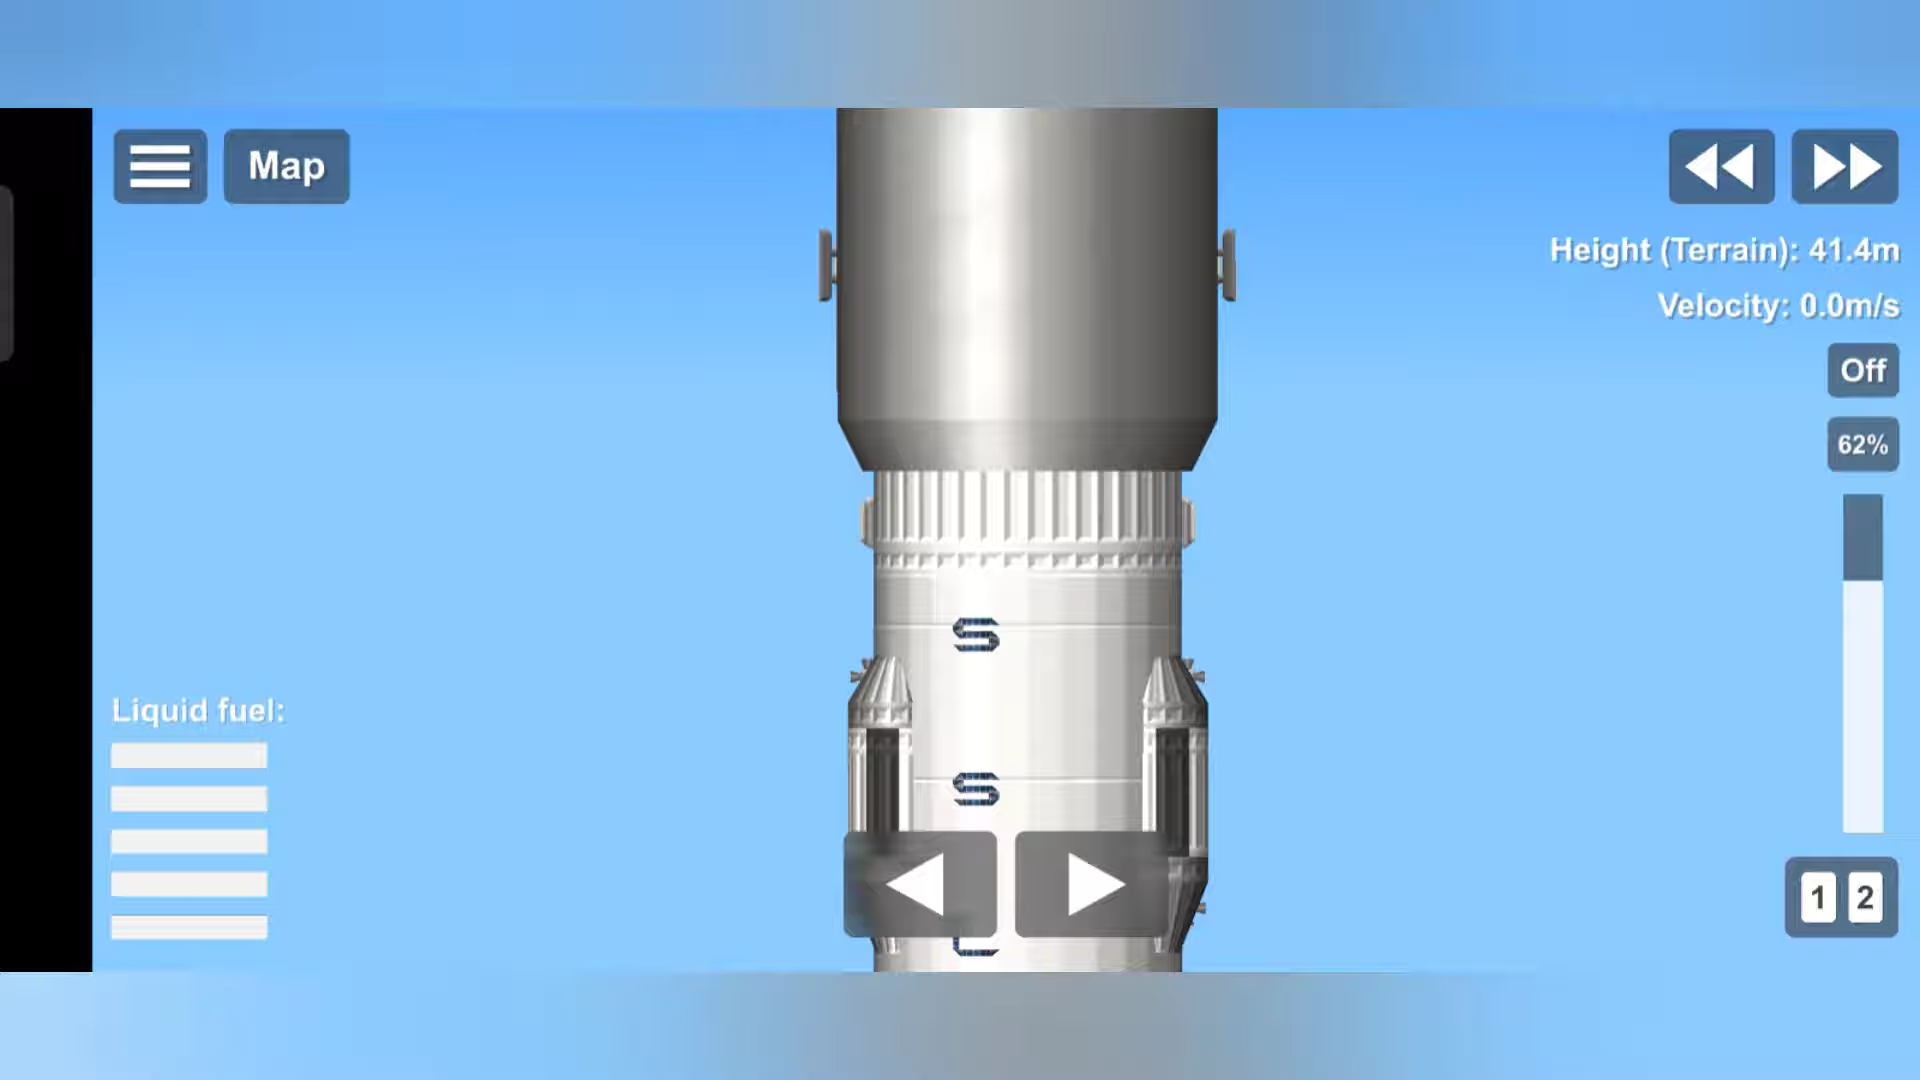 Map
Height (Terrain): 41.4m
Velocity: 0.0m/s
Off
62%
S
Liquid fuel:
S
1 2